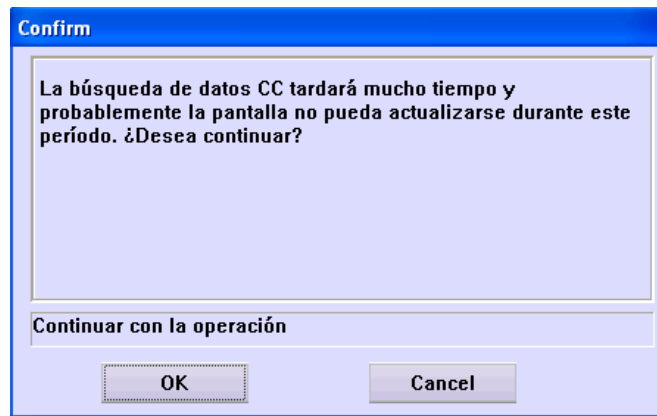 Confirm
La búsqueda de datos CC tardará mucho tiempo y
probablemente la pantalla no pueda actualizarse durante este
período. ¿Desea continuar?
Continuar con la operación
OK
Cancel